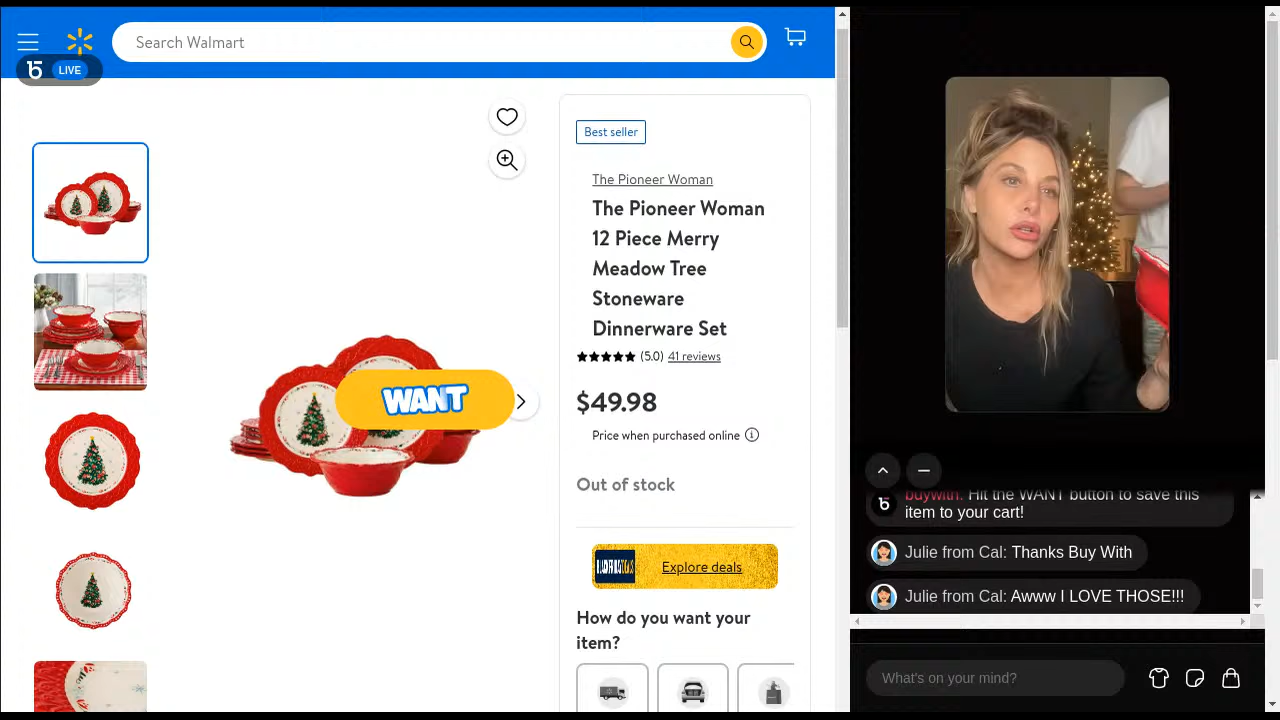 Search Walmart
LIVE
Best seller
The Pioneer Woman
The Pioneer Woman
12 Piece Merry
Meadow Tree
Stoneware
Dinnerware Set
(5.0) 41 reviews
$49.98
Price when purchased online
Out of stock
Explore deals
How do you want your
item?
WANT
buywith: Hit the WANT button to save this
item to your cart!
Julie from Cal: Thanks Buy With
Julie from Cal: Awww I LOVE THOSE!!!
What's on your mind?